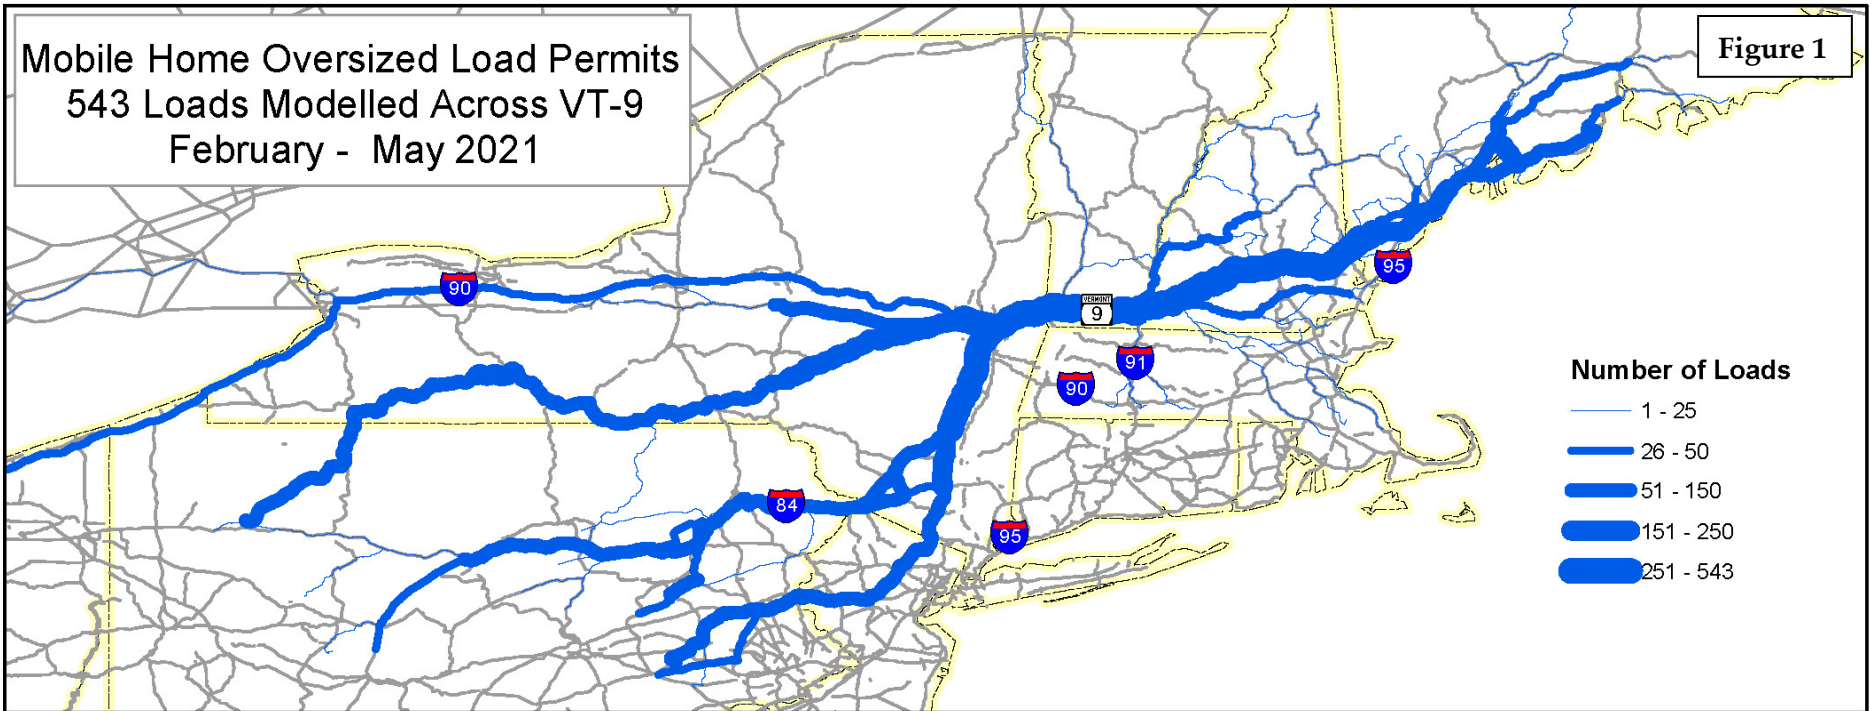 Mobile Home Oversized Load Permits
543 Loads Modelled Across VT-9
February - May 2021
Figure 1
90
95
VERMONT
9
91
90
84
95
Number of Loads
1 - 25
26 - 50
51 - 150
151 - 250
251 - 543